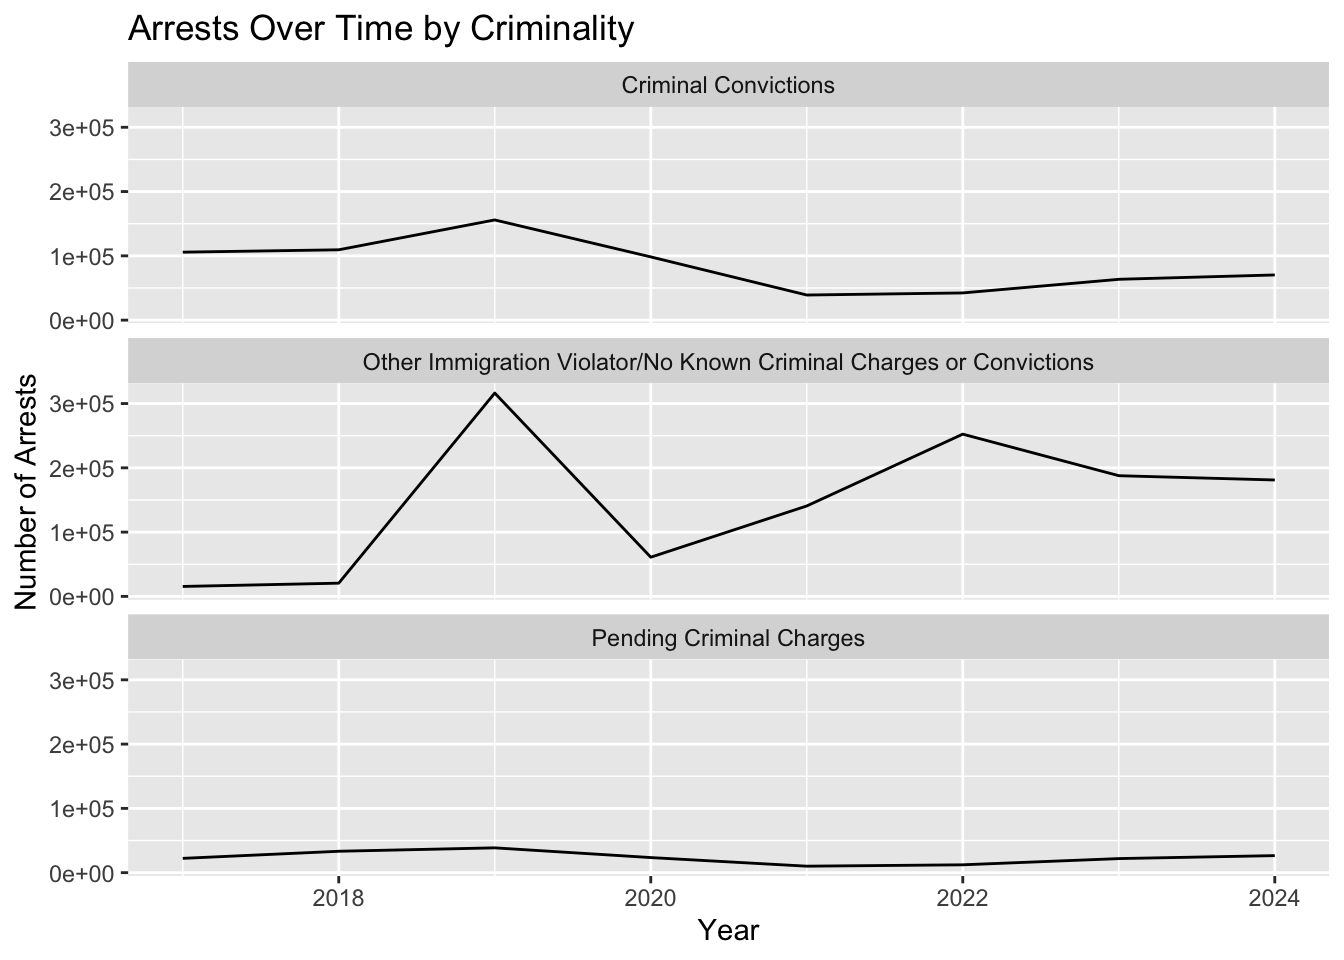 Arrests Over Time by Criminality
Criminal Convictions
3e+05
2e+05
1e+05
0e+00
Other Immigration Violator/No Known Criminal Charges or Convictions
3e+05
2e+05
1e+05
0e+00
Number of Arrests
Pending Criminal Charges
3e+05
2e+05
1e+05
0e+00
2018 2020 2022 2024
Year